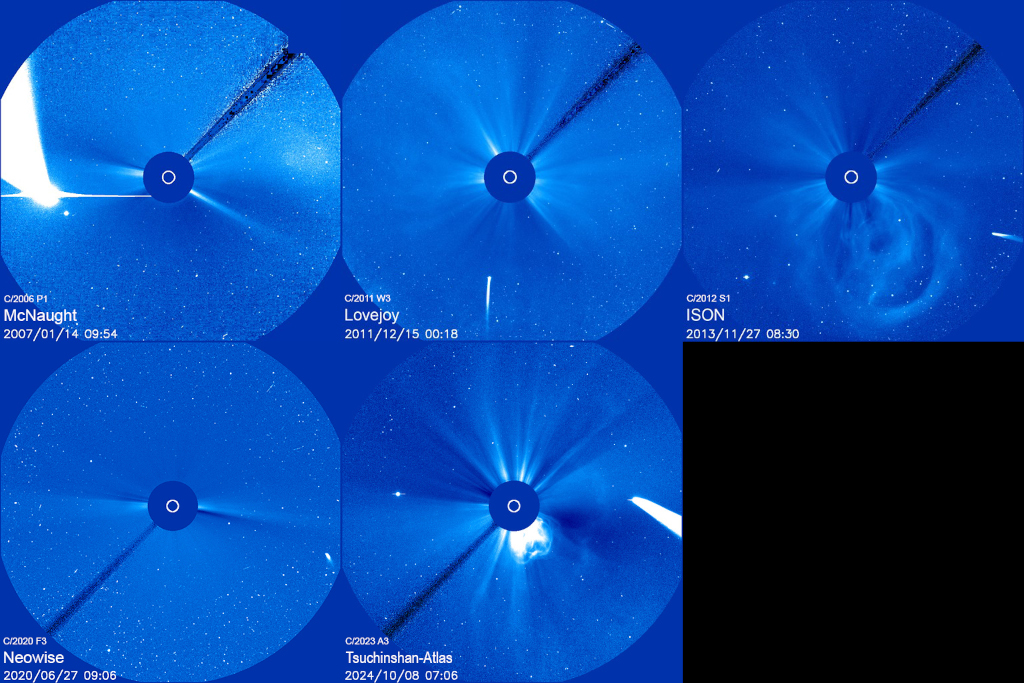 C/2006 P1
McNaught
2007/01/14 09:54
C/2011 W3
Lovejoy
2011/12/15 00:18
C/2012 S1
ISON
2013/11/27 08:30
C/2020 F3
Neowise
2020/06/27 09:06
C/2023 A3
Tsuchinshan-Atlas
2024/10/08 07:06